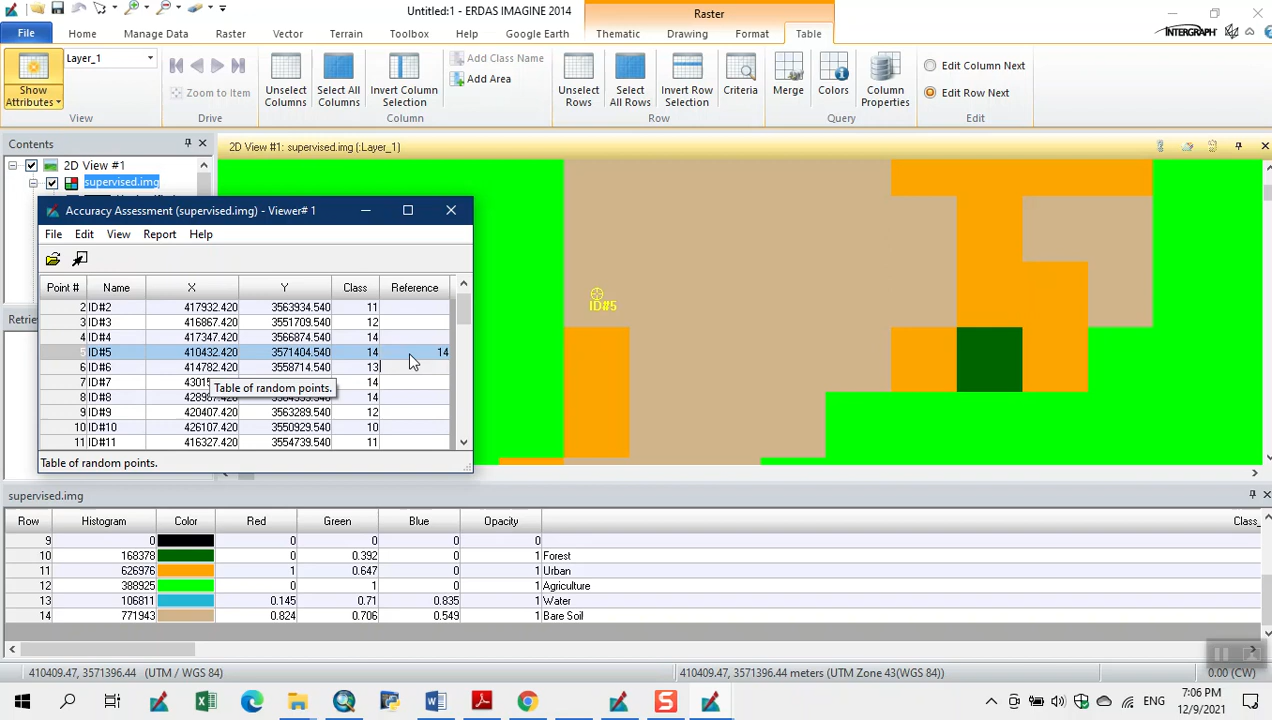 Untitled:1 - ERDAS IMAGINE 2014
Raster
File Home Manage Data Raster Vector Terrain Toolbox Help Google Earth Thematic Drawing Format Table
INTERGRAPH
Show Attributes
Layer_1
Zoom to Item
Unselect Columns
Select All Columns
Invert Column Selection
Add Class Name
Add Area
Unselect Rows
Select All Rows
Invert Row Selection
Criteria
Merge
Colors
Column Properties
Edit Column Next
Edit Row Next
View Drive Column Row Query Edit
Contents
2D View #1: supervised.img (:Layer_1)
2D View #1
supervised.img
Accuracy Assessment (supervised.img) - Viewer# 1
File Edit View Report Help
Point # Name X Y Class Reference
2 ID#2 417932.420 3563934.540 11
3 ID#3 416867.420 3551709.540 12
4 ID#4 417347.420 3566874.540 14
5 ID#5 410432.420 3571404.540 14 14
6 ID#6 414782.420 3558714.540 13
7 ID#7 14
Table of random points.
8 ID#8 14
9 ID#9 420407.420 3563289.540 12
10 ID#10 426107.420 3550929.540 10
11 ID#11 416327.420 3554739.540 11
Table of random points.
ID#5
Retrie
supervised.img
Row Histogram Color Red Green Blue Opacity Class_
9 0 0 0 0 0
10 168378 0 0.392 0 1 Forest
11 626976 1 0.647 0 1 Urban
12 388925 0 1 0 1 Agriculture
13 106811 0.145 0.71 0.835 1 Water
14 771943 0.824 0.706 0.549 1 Bare Soil
410409.47, 3571396.44 (UTM / WGS 84)
410409.47, 3571396.44 meters (UTM Zone 43(WGS 84))
0.00 (CW)
ENG
7:06 PM
12/9/2021